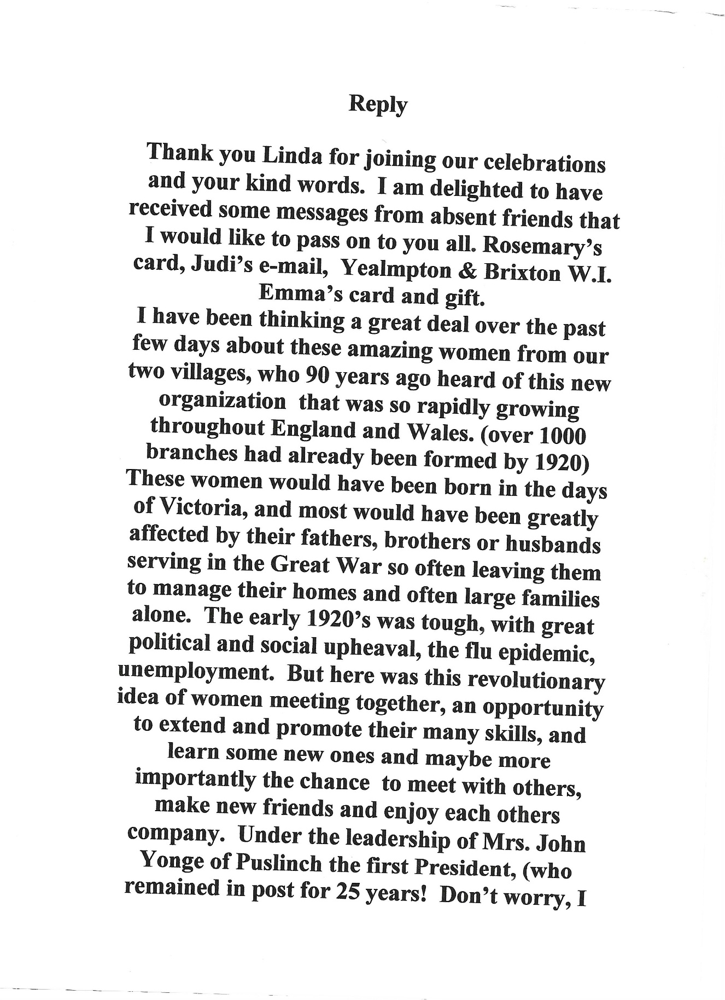 Reply
Thank you Linda for joining our celebrations
and your kind words.  I am delighted to have
received some messages from absent friends that
I would like to pass on to you all. Rosemary’s
card, Judi’s e-mail,  Yealmpton & Brixton W.I.
Emma’s card and gift.
I have been thinking a great deal over the past
few days about these amazing women from our
two villages, who 90 years ago heard of this new
organization  that was so rapidly growing
throughout England and Wales. (over 1000
branches had already been formed by 1920)
These women would have been born in the days
of Victoria, and most would have been greatly
affected by their fathers, brothers or husbands
serving in the Great War so often leaving them
to manage their homes and often large families
alone.  The early 1920’s was tough, with great
political and social upheaval, the flu epidemic,
unemployment.  But here was this revolutionary
idea of women meeting together, an opportunity
to extend and promote their many skills, and
learn some new ones and maybe more
importantly the chance  to meet with others,
make new friends and enjoy each others
company.  Under the leadership of Mrs. John
Yonge of Puslinch the first President, (who
remained in post for 25 years!  Don’t worry, I